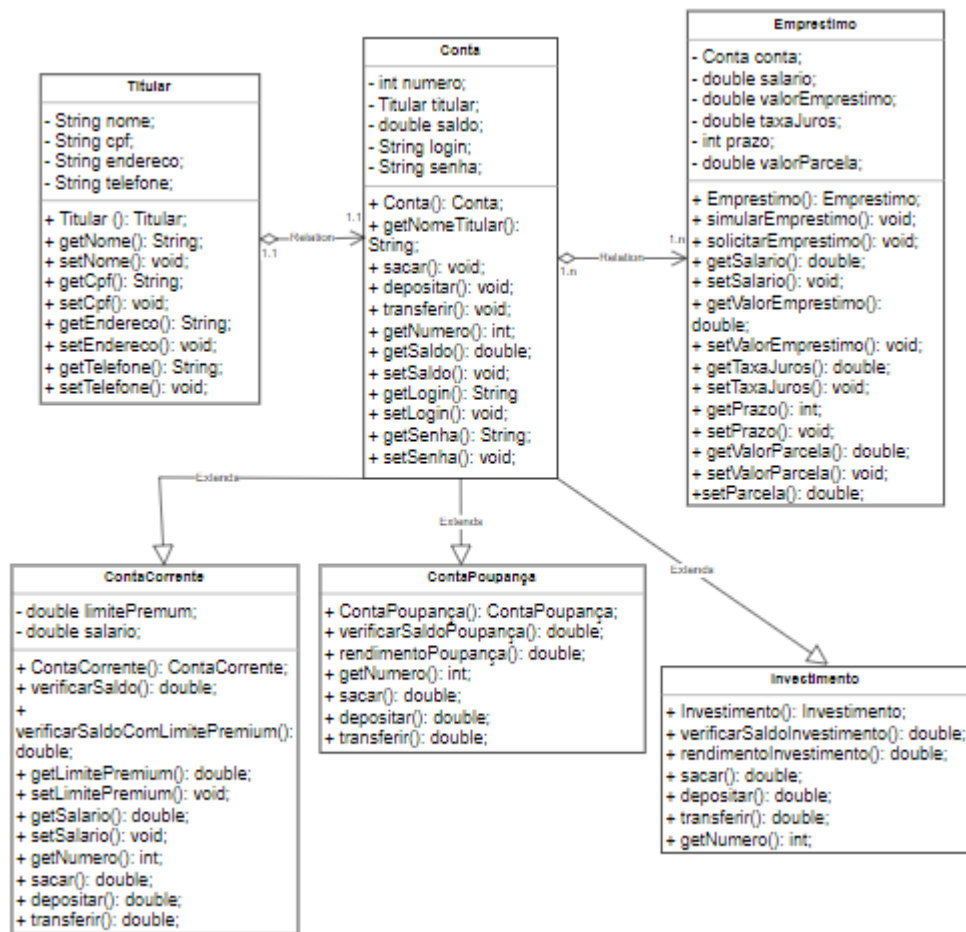 Titular
- String nome;
- String cpf;
- String endereco;
- String telefone;
+ Titular (): Titular;
+ getNome(): String;
+ setNome(): void;
+ getCpf(): String;
+ setCpf(): void;
+ getEndereco(): String;
+ setEndereco(): void;
+ getTelefone(): String;
+ setTelefone(): void;
1..1
Relation
1..1
Conta
- int numero;
- Titular titular;
- double saldo;
- String login;
- String senha;
+ Conta(): Conta;
+ getNomeTitular():
String;
+ sacar(): void;
+ depositar(): void;
+ transferir(): void;
+ getNumero(): int;
+ getSaldo(): double;
+ setSaldo(): void;
+ getLogin(): String
+ setLogin(): void;
+ getSenha(): String;
+ setSenha(): void;
1..n
Relation
1..n
Emprestimo
- Conta conta;
- double salario;
- double valorEmprestimo;
- double taxaJuros;
- int prazo;
- double valorParcela;
+ Emprestimo(): Emprestimo;
+ simularEmprestimo(): void;
+ solicitarEmprestimo(): void;
+ getSalario(): double;
+ setSalario(): void;
+ getValorEmprestimo():
double;
+ setValorEmprestimo(): void;
+ getTaxaJuros(): double;
+ setTaxaJuros(): void;
+ getPrazo(): int;
+ setPrazo(): void;
+ getValorParcela(): double;
+ setValorParcela(): void;
+setParcela(): double;
Extends
Extends
Extends
ContaCorrente
- double limitePremum;
- double salario;
+ ContaCorrente(): ContaCorrente;
+ verificarSaldo(): double;
+
verificarSaldoComLimitePremium():
double;
+ getLimitePremium(): double;
+ setLimitePremium(): void;
+ getSalario(): double;
+ setSalario(): void;
+ getNumero(): int;
+ sacar(): double;
+ depositar(): double;
+ transferir(): double;
ContaPoupança
+ ContaPoupança(): ContaPoupança;
+ verificarSaldoPoupança(): double;
+ rendimentoPoupança(): double;
+ getNumero(): int;
+ sacar(): double;
+ depositar(): double;
+ transferir(): double;
Investimento
+ Investimento(): Investimento;
+ verificarSaldoInvestimento(): double;
+ rendimentoInvestimento(): double;
+ sacar(): double;
+ depositar(): double;
+ transferir(): double;
+ getNumero(): int;